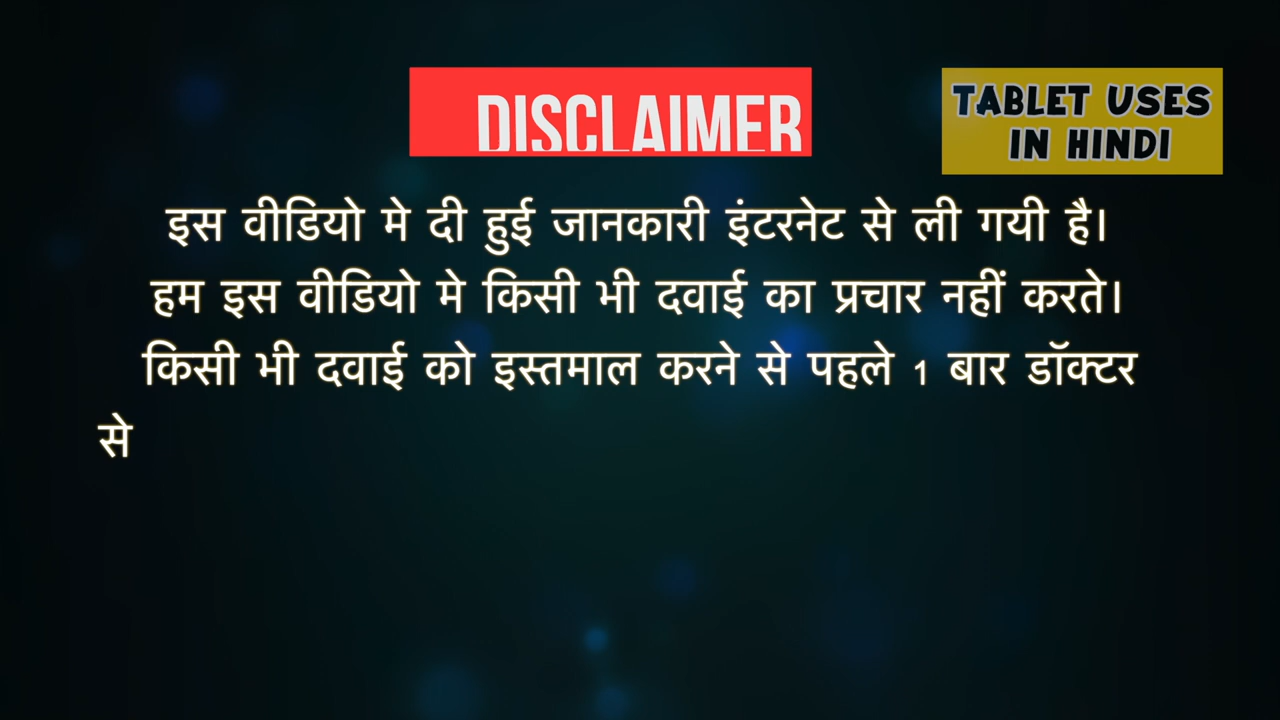 DISCLAIMER
TABLET USES
IN HINDI
इस वीडियो मे दी हुई जानकारी इंटरनेट से ली गयी है।
हम इस वीडियो मे किसी भी दवाई का प्रचार नहीं करते।
किसी भी दवाई को इस्तमाल करने से पहले 1 बार डॉक्टर
से